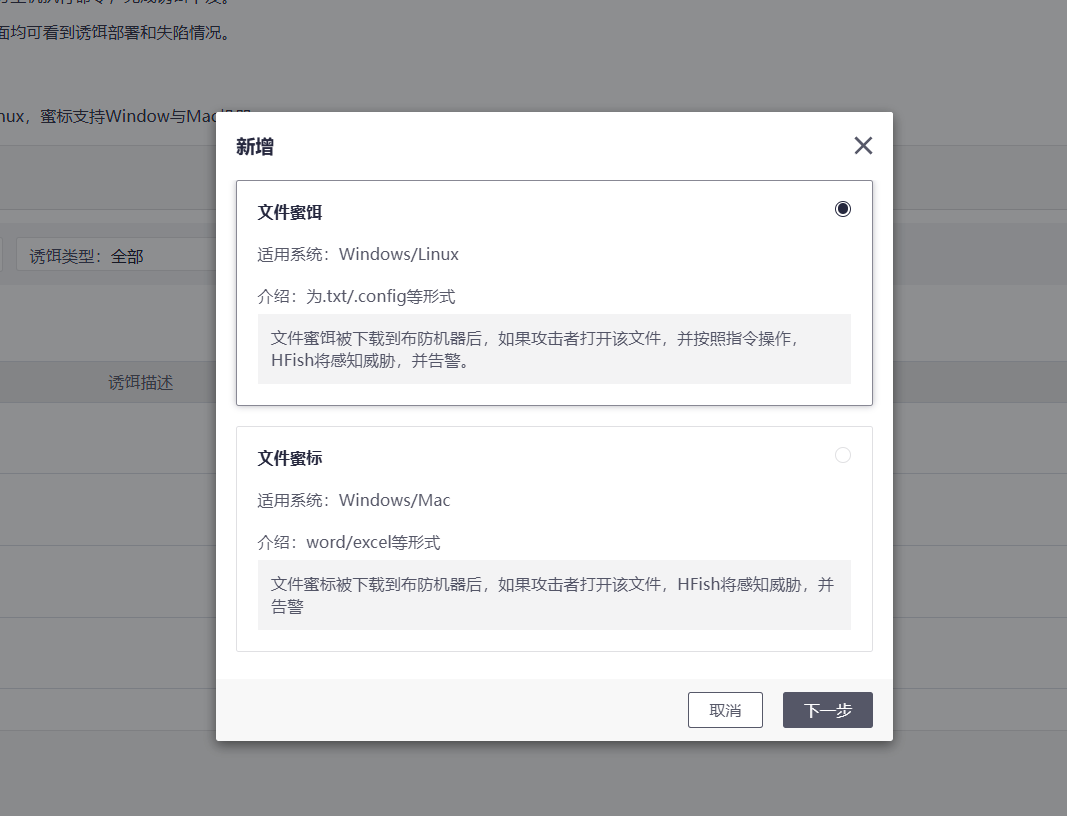 面均可看到诱饵部署和失陷情况。
nux，蜜标支持Window与Mac
新增
文件蜜饵
适用系统：Windows/Linux
诱饵类型：全部
介绍：为.txt/.config等形式
文件蜜饵被下载到布防机器后，如果攻击者打开该文件，并按照指令操作，
HFish将感知威胁，并告警。
诱饵描述
文件蜜标
适用系统：Windows/Mac
介绍：word/excel等形式
文件蜜标被下载到布防机器后，如果攻击者打开该文件，HFish将感知威胁，并
告警
取消
下一步